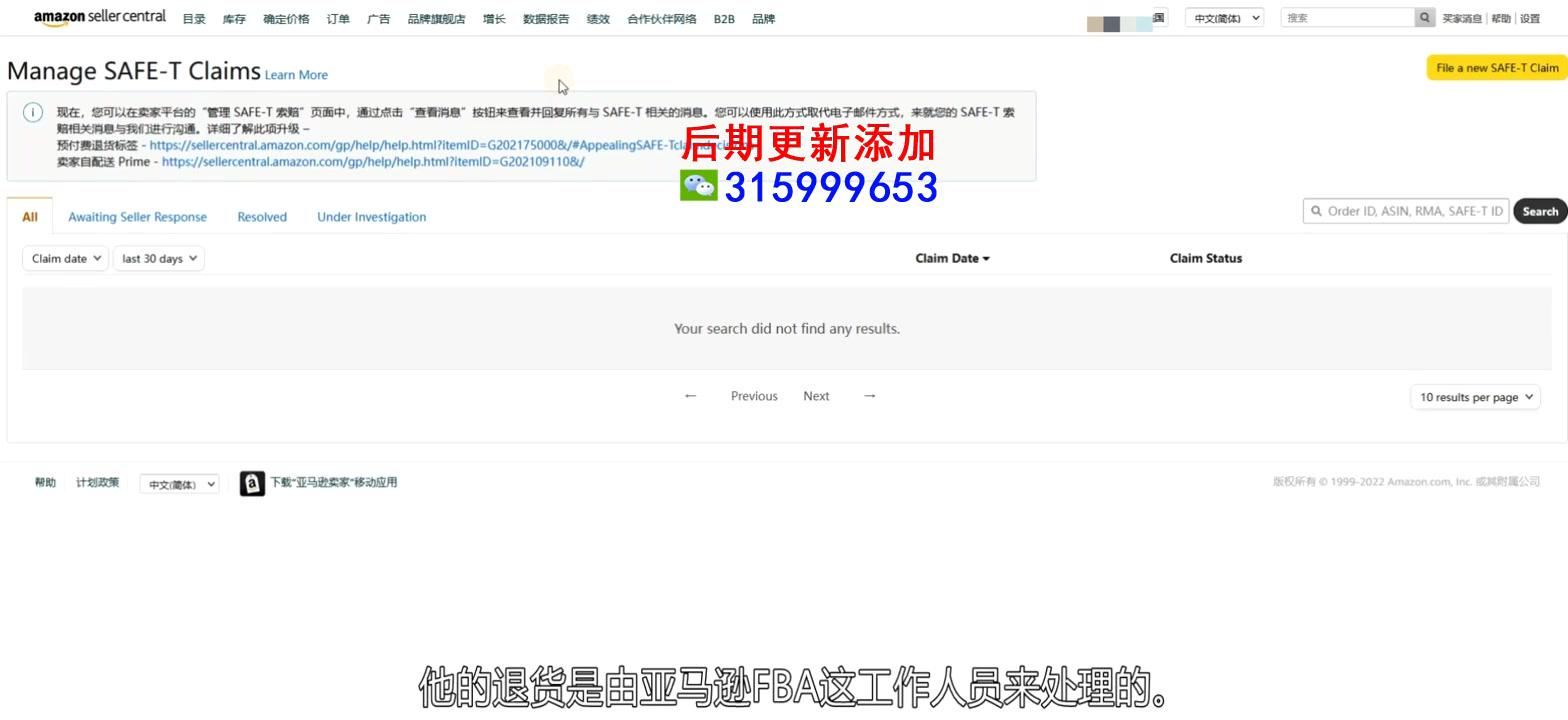 amazon seller central 目录 库存 确定价格 订单 广告 品牌旗舰店 增长 数据报告 绩效 合作伙伴网络 B2B 品牌 国 中文(简体) 搜索 买家消息 | 帮助 | 设置
Manage SAFE-T Claims Learn More File a new SAFE-T Claim
现在，您可以在卖家平台的“管理 SAFE-T 索赔”页面中，通过点击“查看消息”按钮来查看并回复所有与 SAFE-T 相关的消息。您可以使用此方式取代电子邮件方式，来就您的 SAFE-T 索
赔相关消息与我们进行沟通。详细了解此项升级 –
预付费退货标签 - https://sellercentral.amazon.com/gp/help/help.html?itemID=G202175000&/#AppealingSAFE-Tclaim
卖家自配送 Prime - https://sellercentral.amazon.com/gp/help/help.html?itemID=G202109110&/
后期更新添加
315999653
All Awaiting Seller Response Resolved Under Investigation Order ID, ASIN, RMA, SAFE-T ID Search
Claim date last 30 days Claim Date Claim Status
Your search did not find any results.
← Previous Next → 10 results per page
帮助 计划政策 中文(简体) a 下载“亚马逊卖家”移动应用 版权所有 © 1999-2022 Amazon.com, Inc. 或其附属公司
他的退货是由亚马逊FBA这工作人员来处理的。